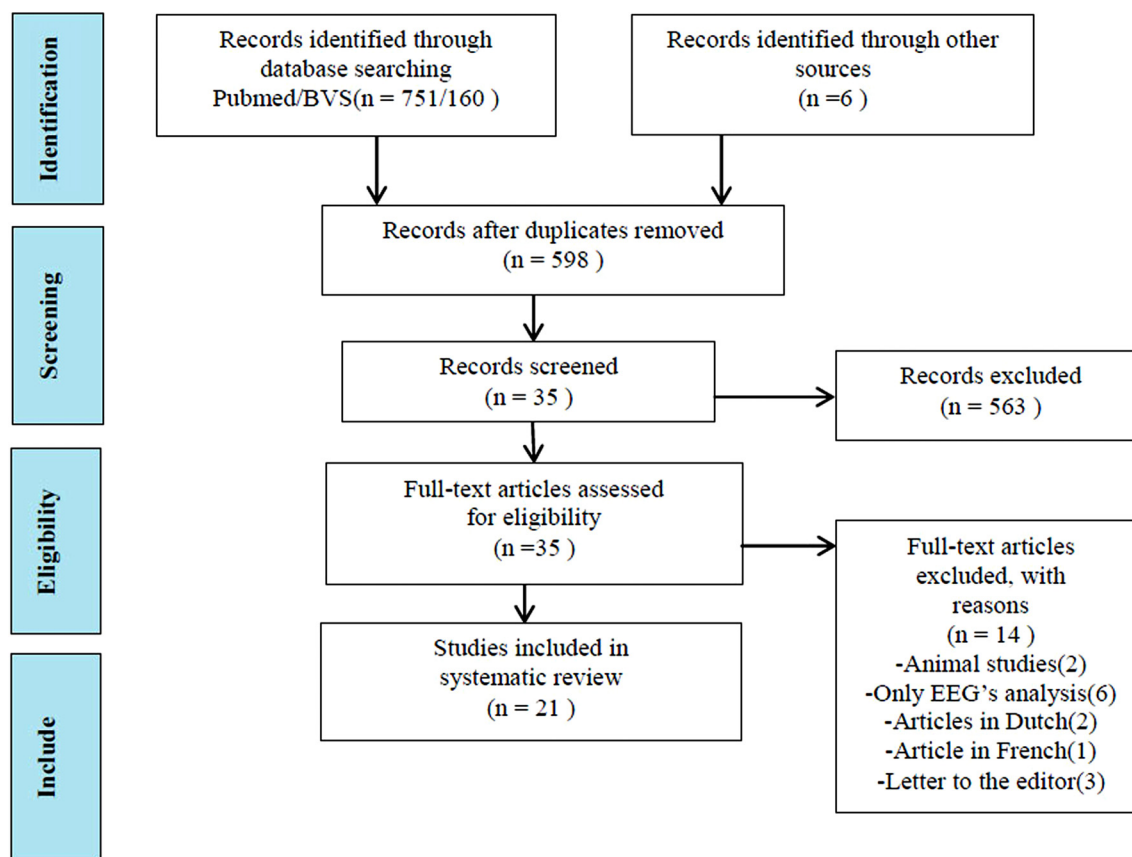 Identification
Records identified through
database searching
Pubmed/BVS(n = 751/160 )
Records identified through other
sources
(n =6 )
Records after duplicates removed
(n = 598 )
Screening
Records screened
(n = 35 )
Records excluded
(n = 563 )
Eligibility
Full-text articles assessed
for eligibility
(n =35 )
Full-text articles
excluded, with
reasons
(n = 14 )
-Animal studies(2)
-Only EEG's analysis(6)
-Articles in Dutch(2)
-Article in French(1)
-Letter to the editor(3)
Include
Studies included in
systematic review
(n = 21 )